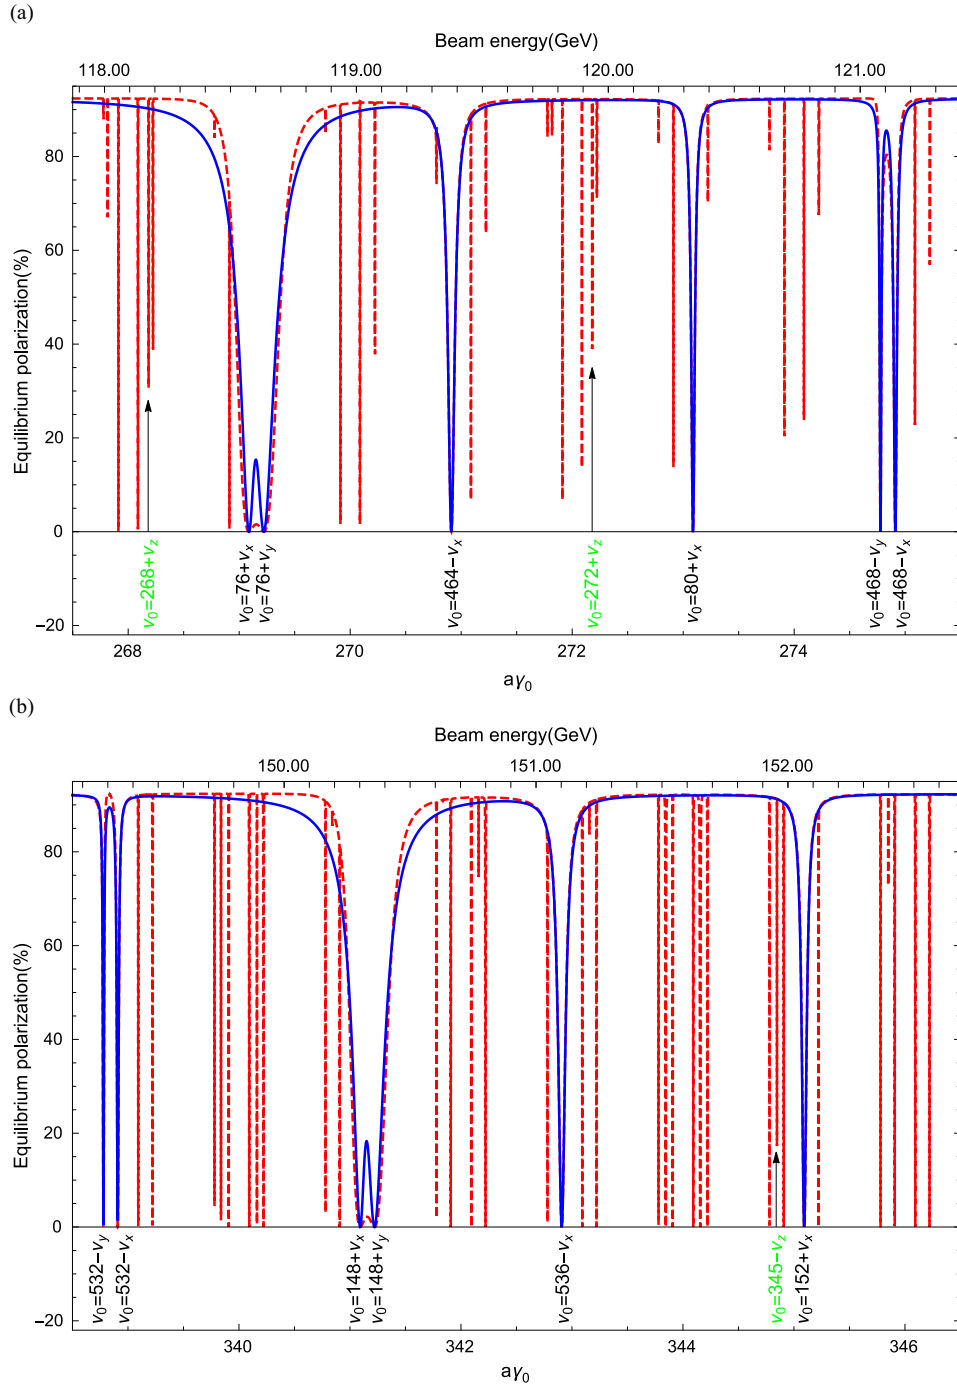 (a)
Beam energy(GeV)
118.00 119.00 120.00 121.00
Equilibrium polarization(%)
80
60
40
20
0
−20
ν0=268+νz
ν0=76+νx
ν0=76+νy
ν0=464−νx
ν0=272+νz
ν0=80+νx
ν0=468−νy
ν0=468−νx
268 270 272 274
aγ0
(b)
Beam energy(GeV)
150.00 151.00 152.00
Equilibrium polarization(%)
80
60
40
20
0
−20
ν0=532−νy
ν0=532−νx
ν0=148+νx
ν0=148+νy
ν0=536−νx
ν0=345−νz
ν0=152+νx
340 342 344 346
aγ0